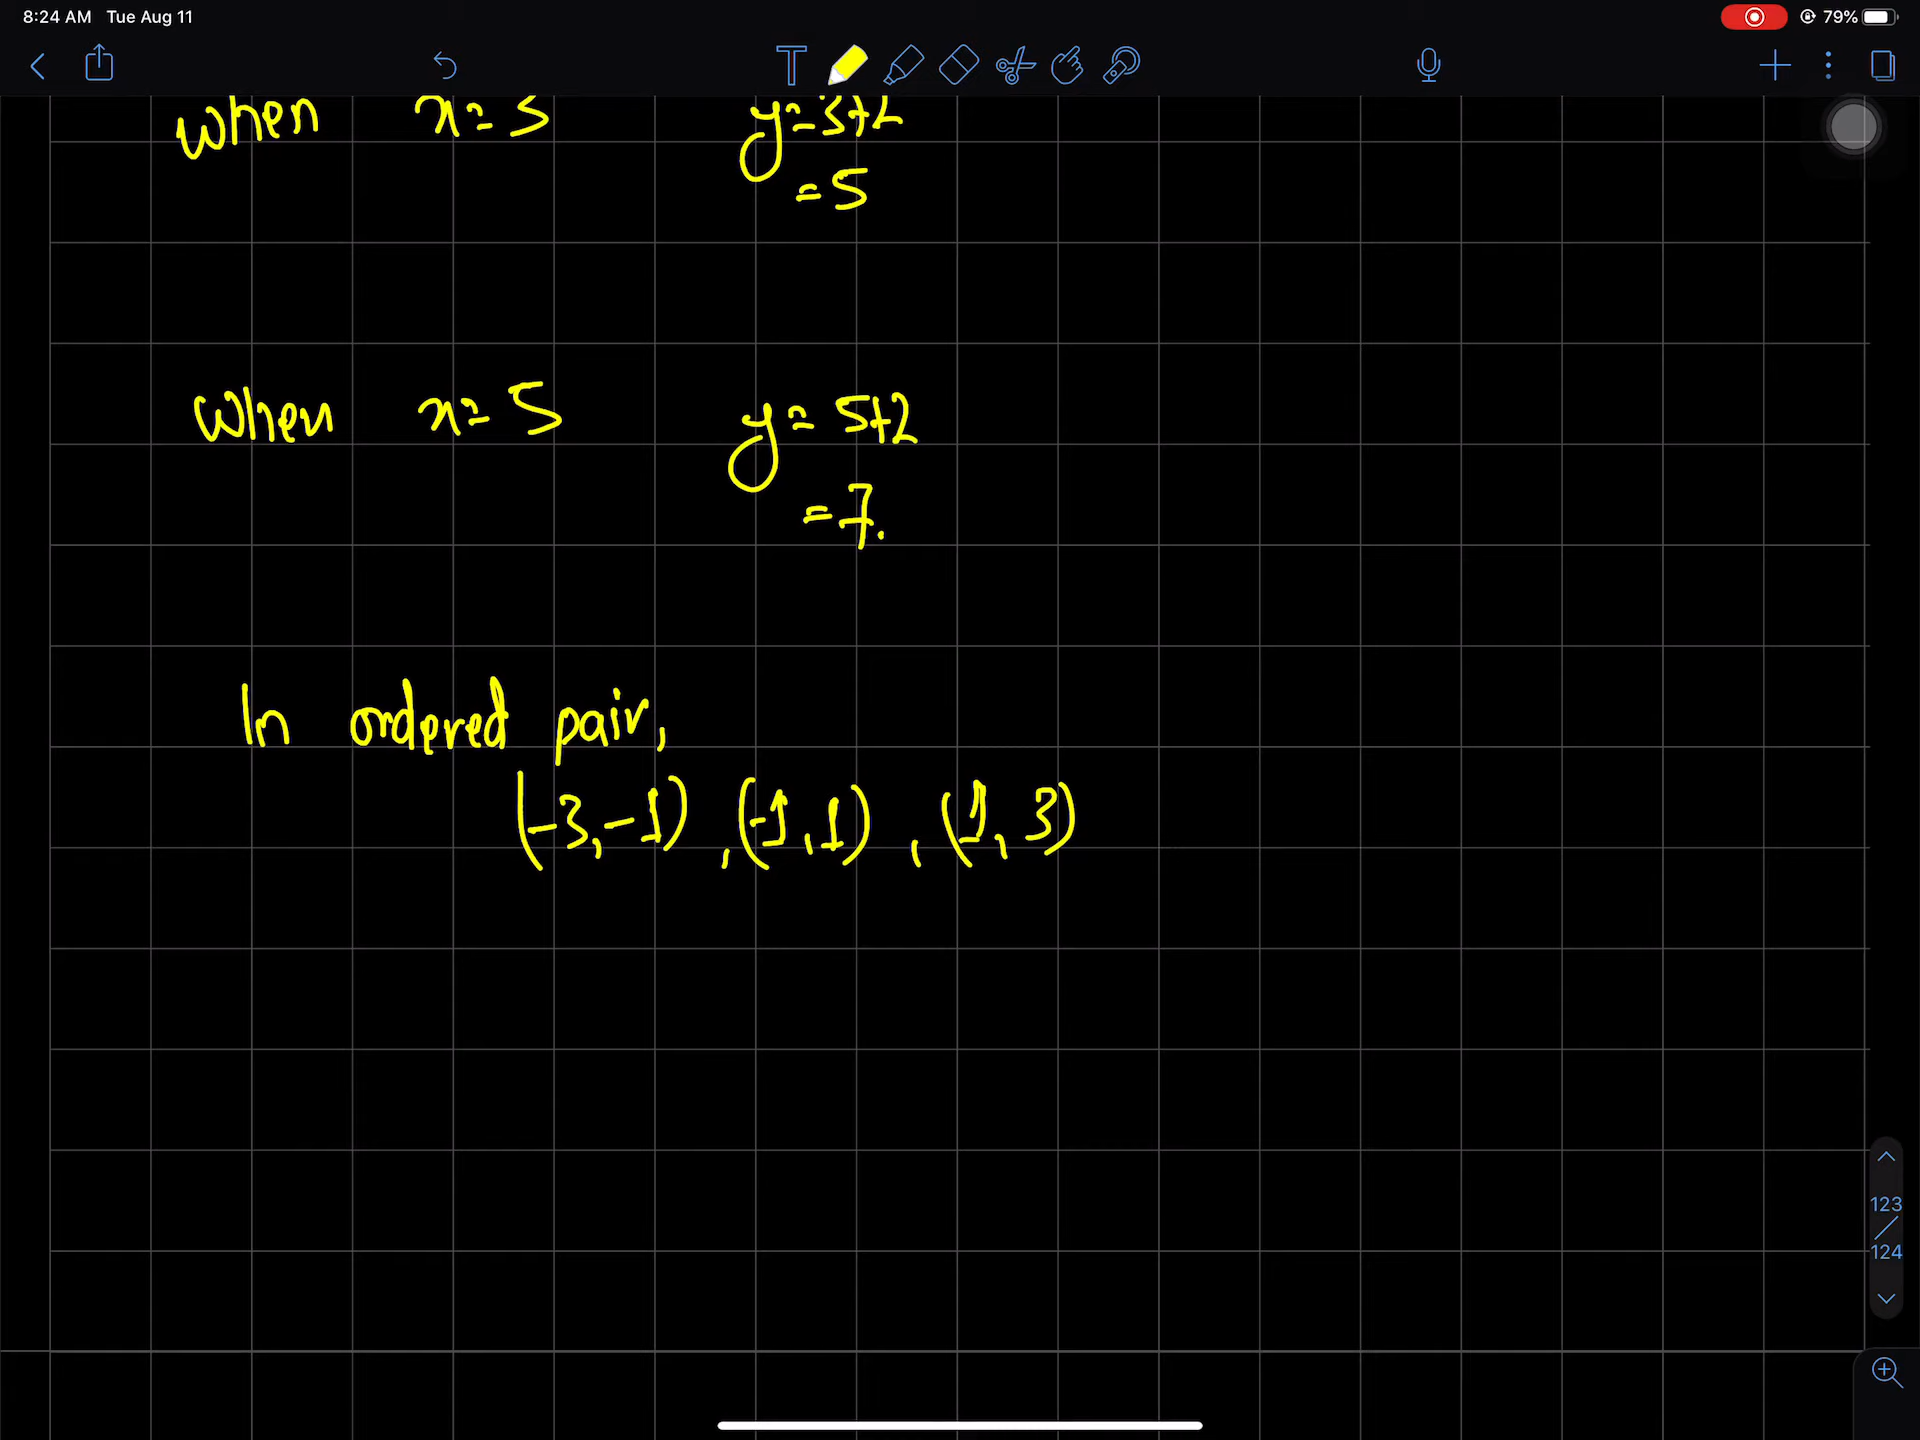 8:24 AM Tue Aug 11
79%
T
when x=3 y=3+2
=5
when x=5 y=5+2
=7.
In ordered pair,
(-3,-1) ,(-1,1) , (1, 3)
123
124